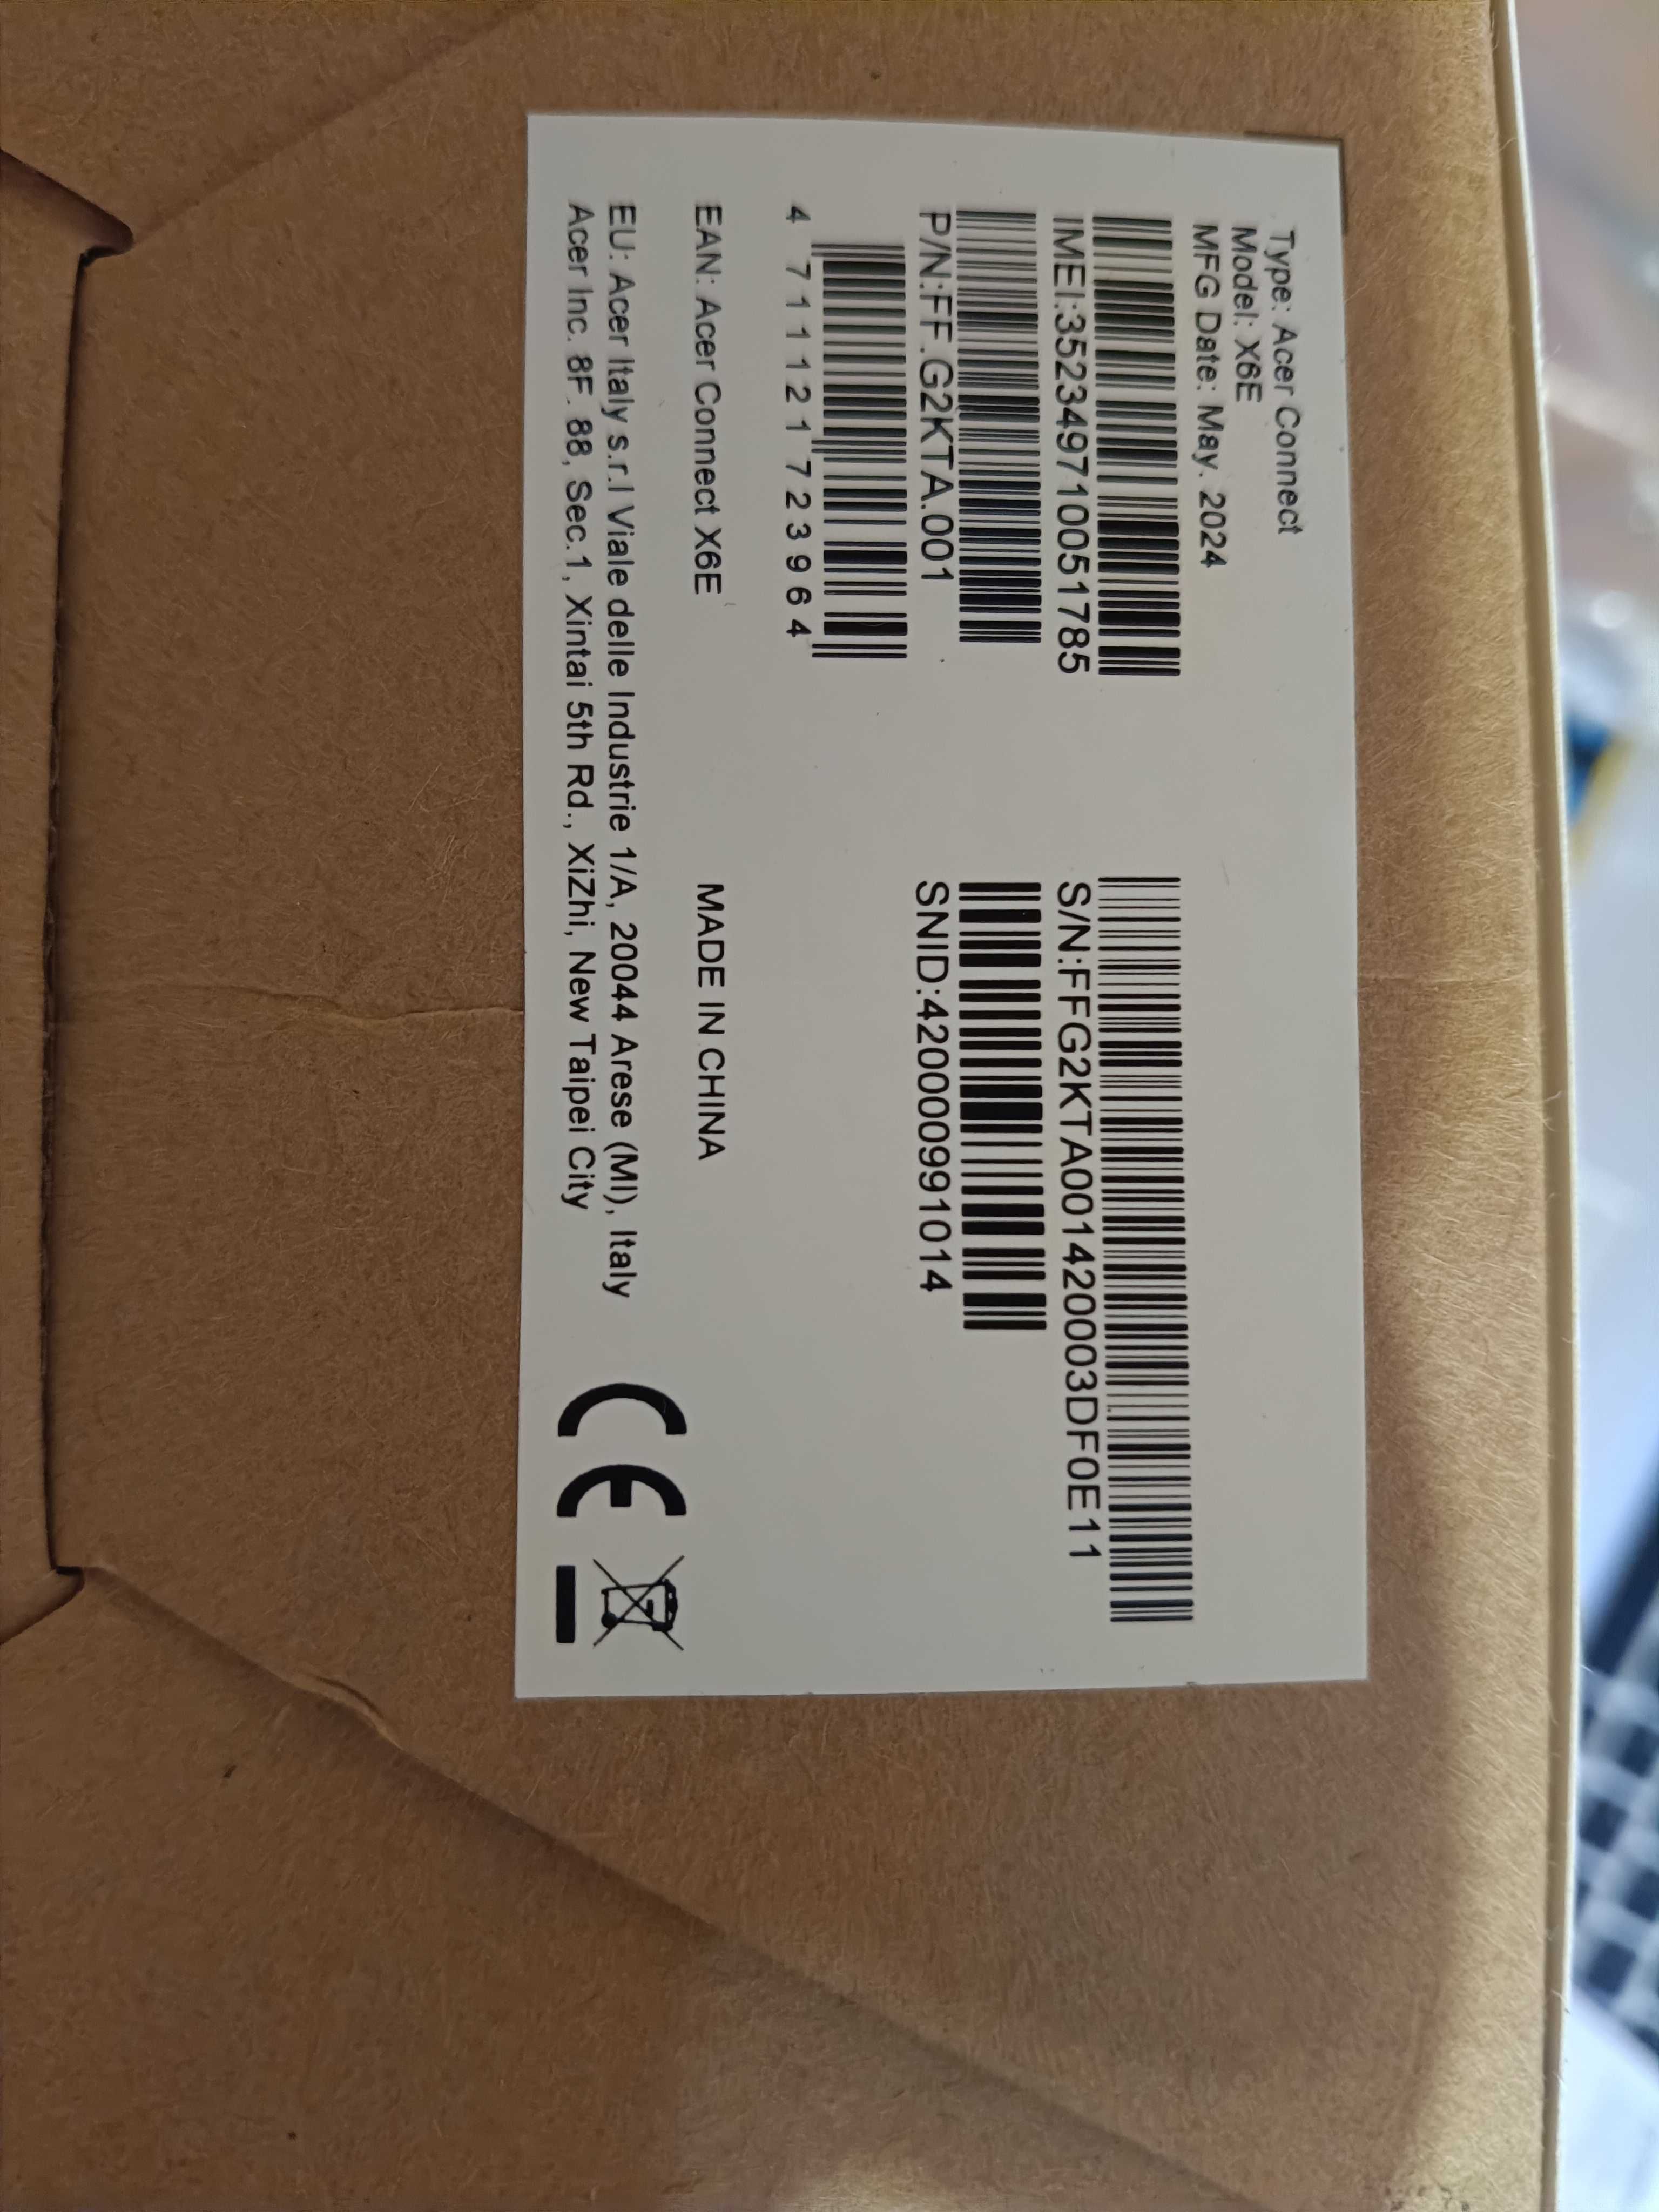 Type: Acer Connect
Model: X6E
MFG Date: May. 2024
IMEI:352349710051785
S/N:FFG2KTA001420003DF0E11
P/N:FF.G2KTA.001
SNID:420000991014
4 711121 723964
EAN: Acer Connect X6E
MADE IN CHINA
EU: Acer Italy s.r.l Viale delle Industrie 1/A, 20044 Arese (MI), Italy
Acer Inc. 8F. 88, Sec.1, Xintai 5th Rd., XiZhi, New Taipei City
CE